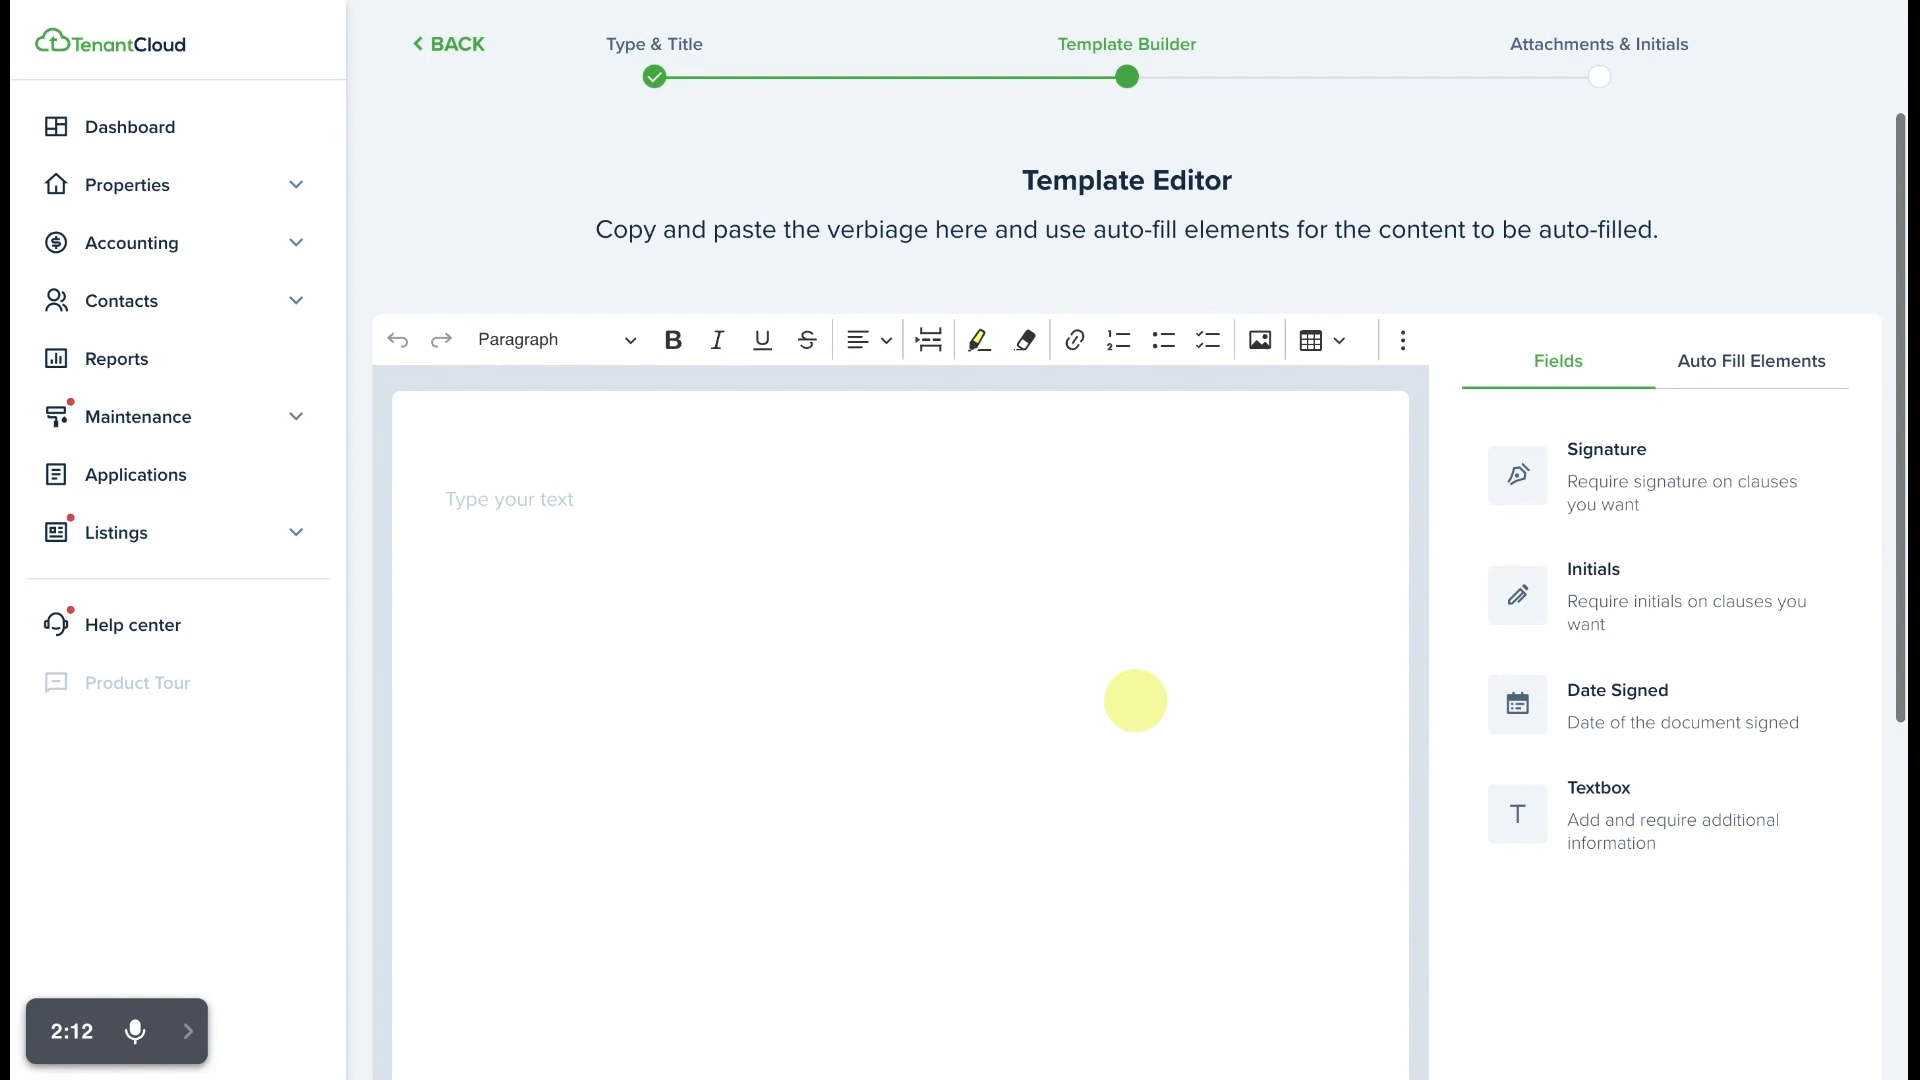 TenantCloud
BACK
Type & Title
Template Builder
Attachments & Initials
Dashboard
Properties
Accounting
Contacts
Reports
Maintenance
Applications
Listings
Help center
Product Tour
2:12
Template Editor
Copy and paste the verbiage here and use auto-fill elements for the content to be auto-filled.
Paragraph
B I U S
Type your text
Fields
Auto Fill Elements
Signature
Require signature on clauses
you want
Initials
Require initials on clauses you
want
Date Signed
Date of the document signed
T
Textbox
Add and require additional
information